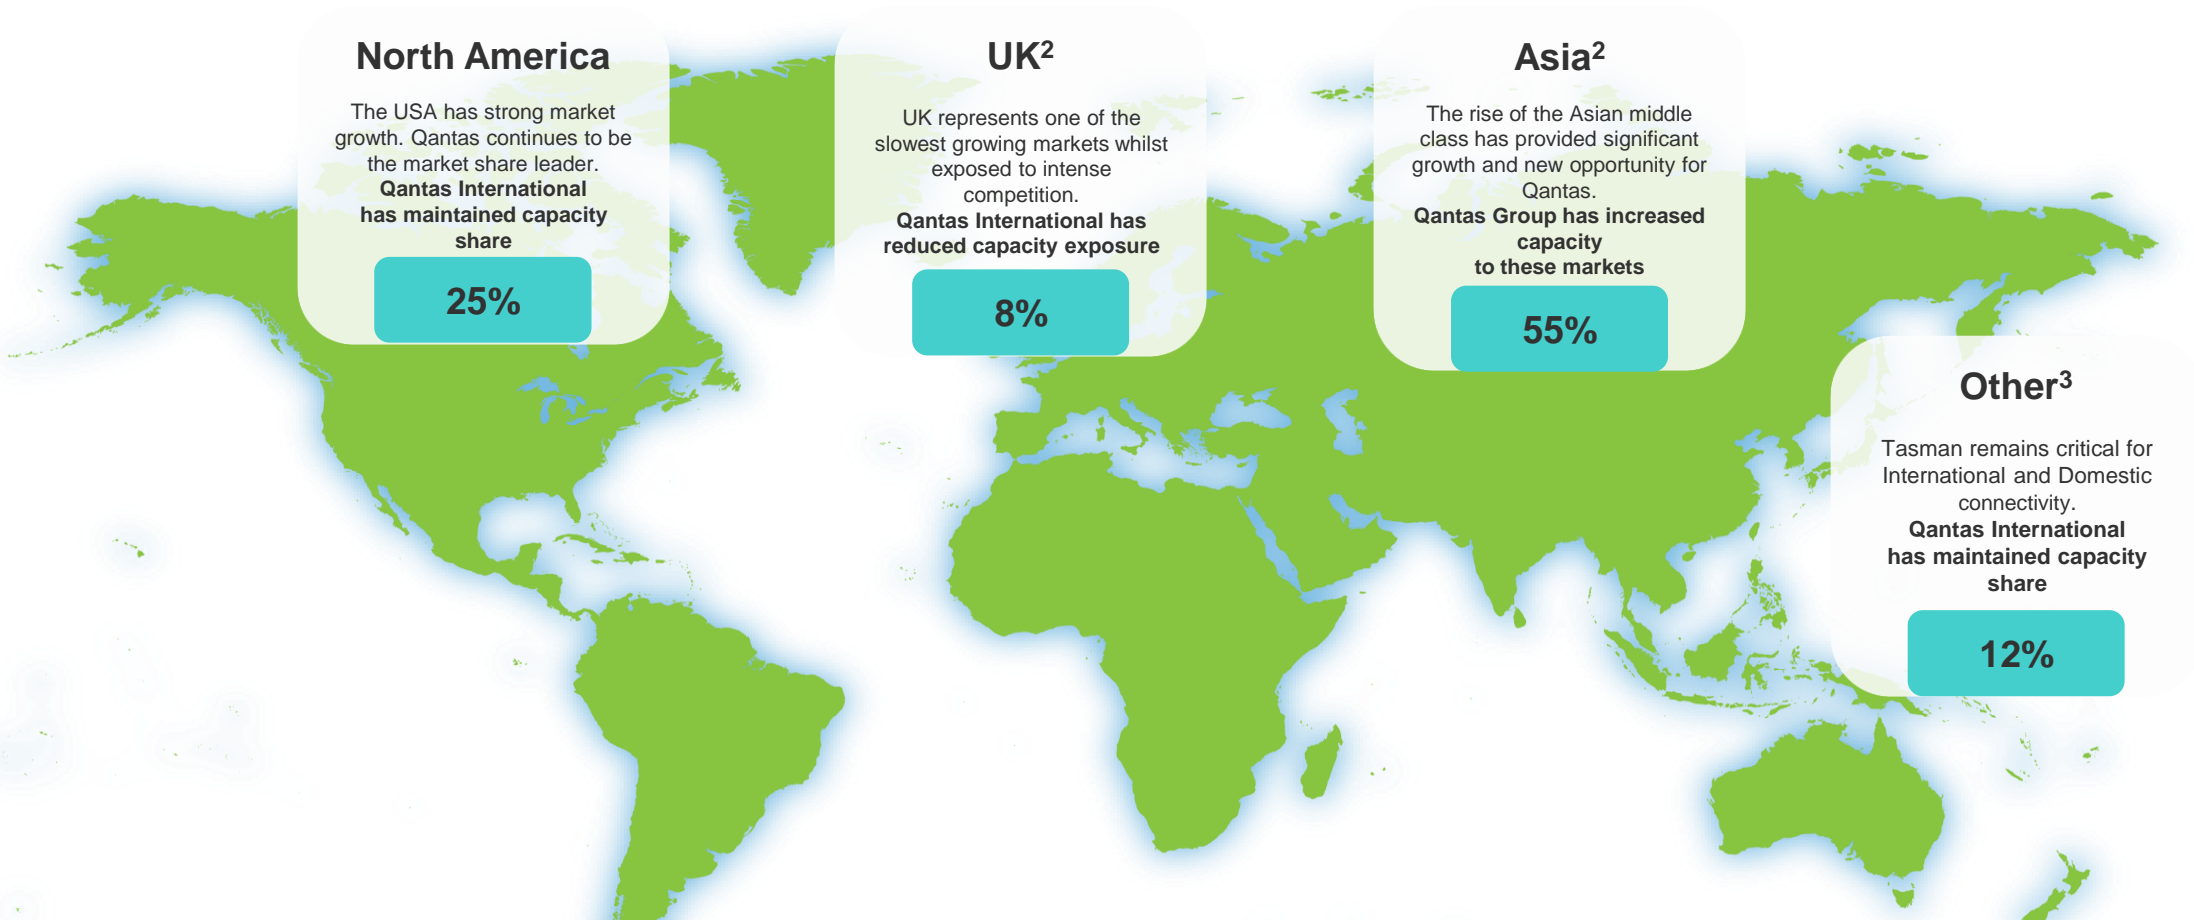 North America
The USA has strong market
growth. Qantas continues to be
the market share leader.
Qantas International
has maintained capacity
share
25%
UK²
UK represents one of the
slowest growing markets whilst
exposed to intense
competition.
Qantas International has
reduced capacity exposure
8%
Asia²
The rise of the Asian middle
class has provided significant
growth and new opportunity for
Qantas.
Qantas Group has increased
capacity
to these markets
55%
Other³
Tasman remains critical for
International and Domestic
connectivity.
Qantas International
has maintained capacity
share
12%